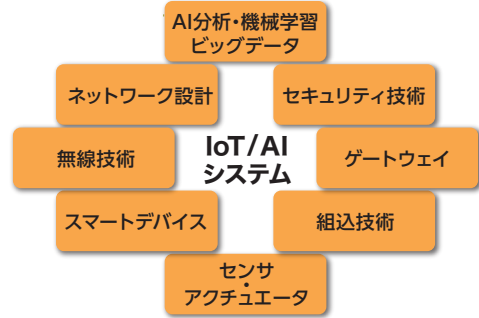 AI分析・機械学習
ビッグデータ
ネットワーク設計
セキュリティ技術
無線技術
IoT/AI
システム
ゲートウェイ
スマートデバイス
組込技術
センサ
・
アクチュエータ